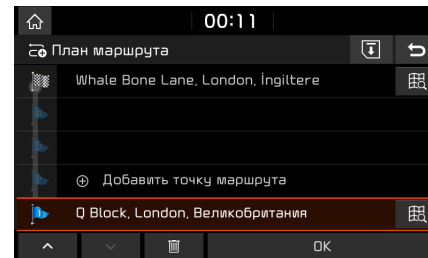 00:11
План маршрута
Whale Bone Lane, London, İngiltere
Добавить точку маршрута
Q Block, London, Великобритания
OK